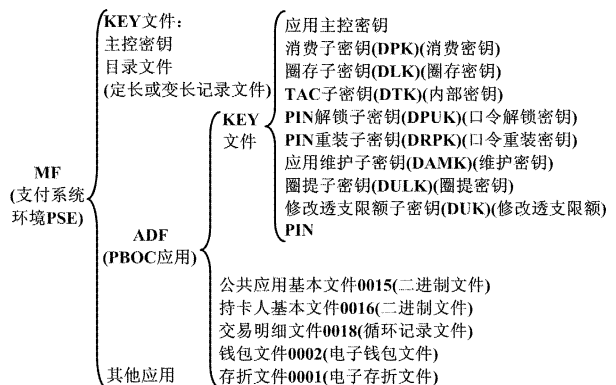 MF
(支付系统
环境PSE)
KEY文件：
主控密钥
目录文件
(定长或变长记录文件)
ADF
(PBOC应用)
KEY
文件
应用主控密钥
消费子密钥(DPK)(消费密钥)
圈存子密钥(DLK)(圈存密钥)
TAC子密钥(DTK)(内部密钥)
PIN解锁子密钥(DPUK)(口令解锁密钥)
PIN重装子密钥(DRPK)(口令重装密钥)
应用维护子密钥(DAMK)(维护密钥)
圈提子密钥(DULK)(圈提密钥)
修改透支限额子密钥(DUK)(修改透支限额)
PIN
公共应用基本文件0015(二进制文件)
持卡人基本文件0016(二进制文件)
交易明细文件0018(循环记录文件)
钱包文件0002(电子钱包文件)
存折文件0001(电子存折文件)
其他应用